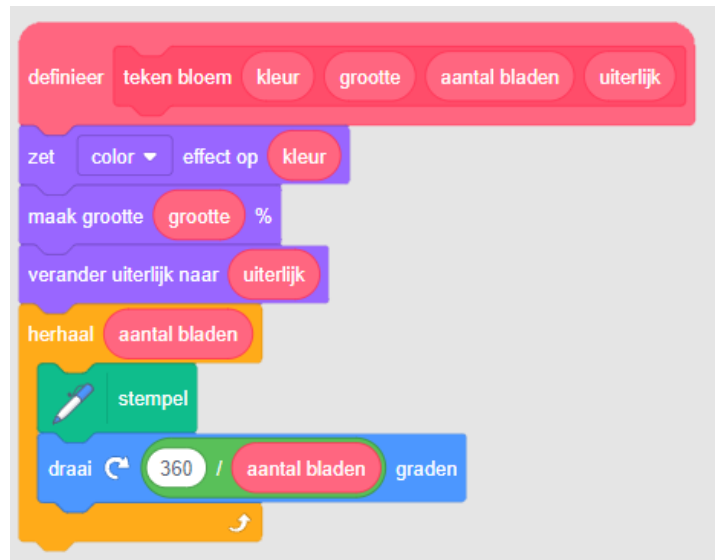 definieer teken bloem kleur grootte aantal bladen uiterlijk
zet color effect op kleur
maak grootte grootte %
verander uiterlijk naar uiterlijk
herhaal aantal bladen
stempel
draai 360 / aantal bladen graden